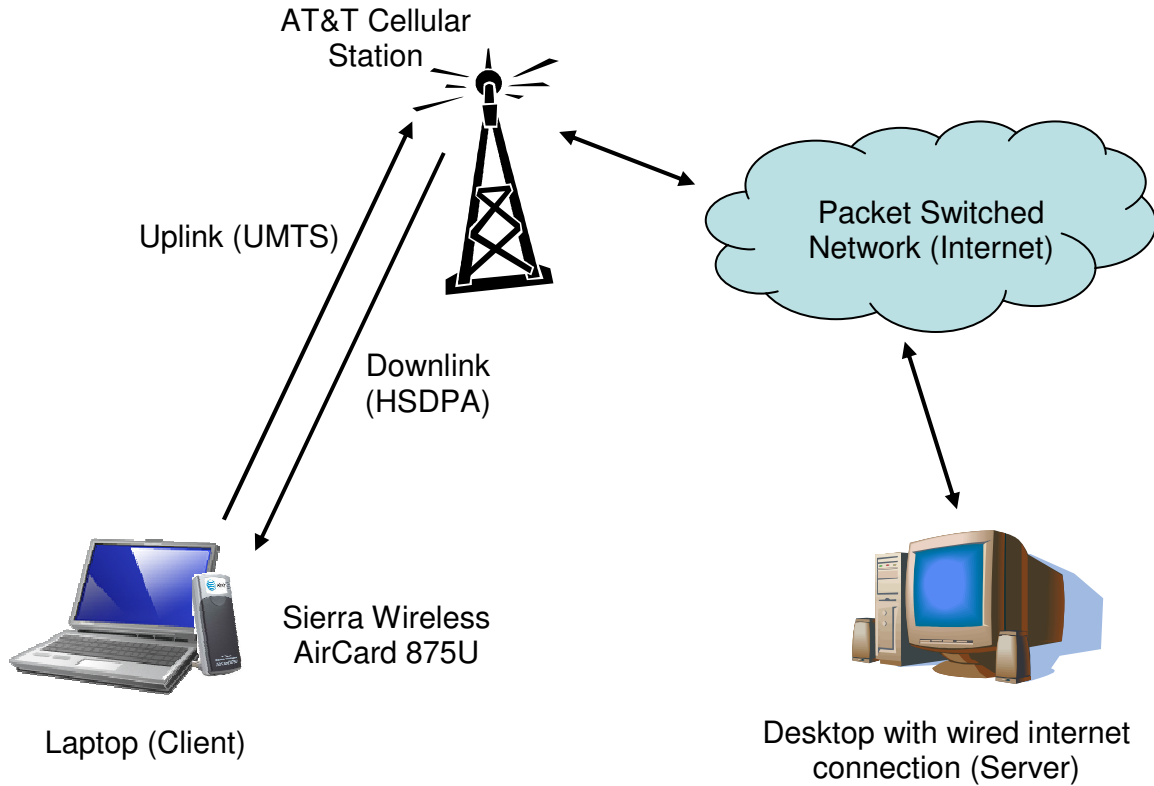 AT&T Cellular
Station
Uplink (UMTS)
Packet Switched
Network (Internet)
Downlink
(HSDPA)
Sierra Wireless
AirCard 875U
Laptop (Client)
Desktop with wired internet
connection (Server)